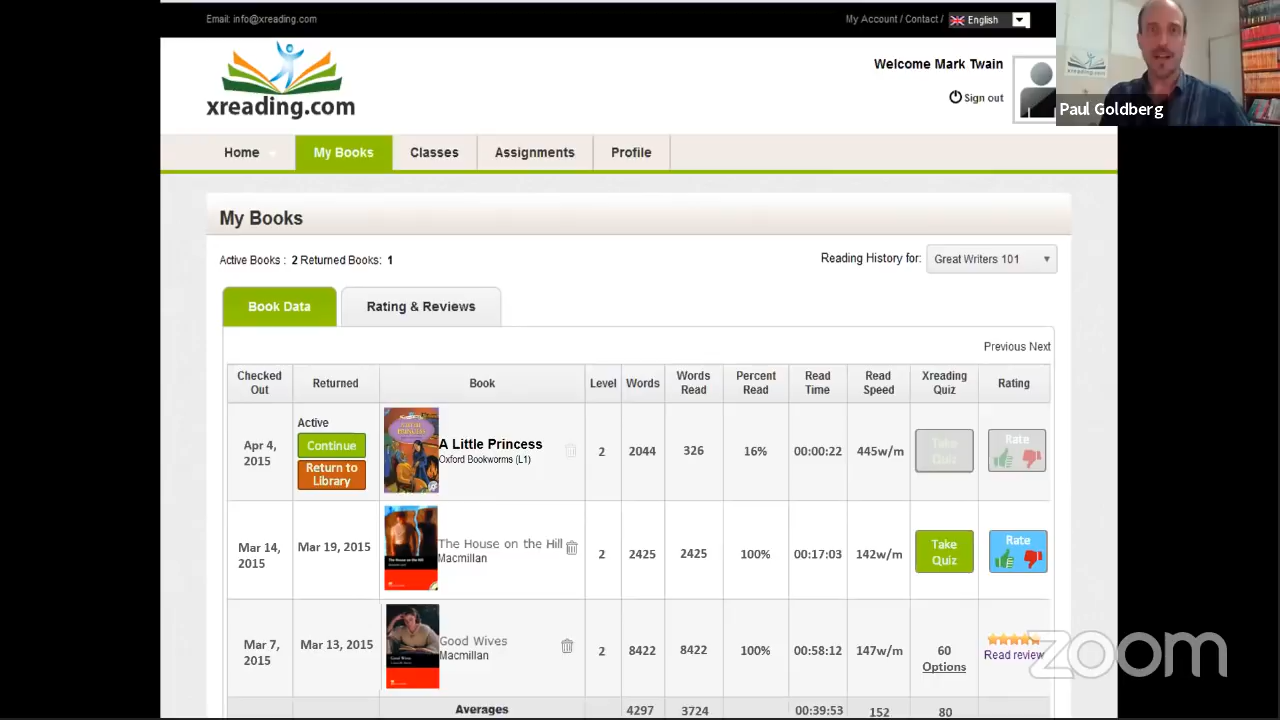 Email: info@xreading.com
My Account / Contact /
English
xreading.com
Welcome Mark Twain
Sign out
Paul Goldberg
Home
My Books
Classes
Assignments
Profile
My Books
Active Books : 2 Returned Books: 1
Reading History for:
Great Writers 101
Book Data
Rating & Reviews
Previous Next
Checked Out
Returned
Book
Level
Words
Words Read
Percent Read
Read Time
Read Speed
Xreading Quiz
Rating
Apr 4, 2015
Active
Continue
Return to Library
A Little Princess
Oxford Bookworms (L1)
2
2044
326
16%
00:00:22
445w/m
Take Quiz
Rate
Mar 14, 2015
Mar 19, 2015
The House on the Hill
Macmillan
2
2425
2425
100%
00:17:03
142w/m
Take Quiz
Rate
Mar 7, 2015
Mar 13, 2015
Good Wives
Macmillan
2
8422
8422
100%
00:58:12
147w/m
60
Options
Read review
Averages
4297
3724
00:39:53
152
80
zoom